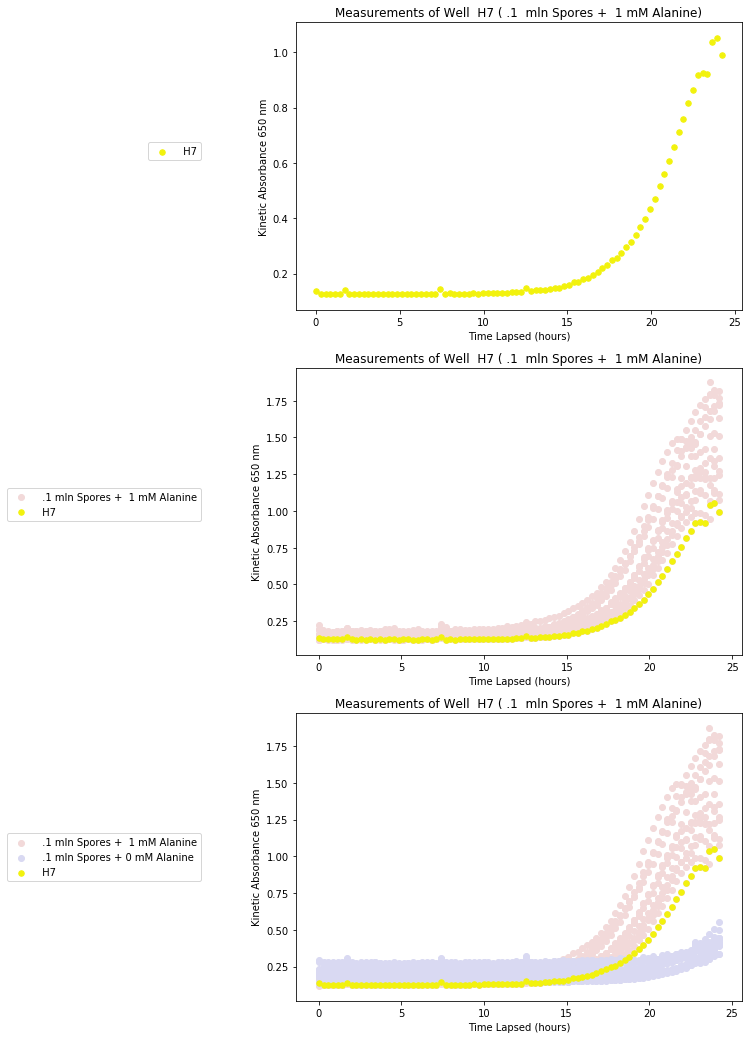 Measurements of Well  H7 ( .1  mln Spores +  1 mM Alanine)
1.0
0.8
0.6
0.4
0.2
Kinetic Absorbance 650 nm
H7
0 5 10 15 20 25
Time Lapsed (hours)
Measurements of Well  H7 ( .1  mln Spores +  1 mM Alanine)
1.75
1.50
1.25
1.00
0.75
0.50
0.25
Kinetic Absorbance 650 nm
.1 mln Spores +  1 mM Alanine
H7
0 5 10 15 20 25
Time Lapsed (hours)
Measurements of Well  H7 ( .1  mln Spores +  1 mM Alanine)
1.75
1.50
1.25
1.00
0.75
0.50
0.25
Kinetic Absorbance 650 nm
.1 mln Spores +  1 mM Alanine
.1 mln Spores + 0 mM Alanine
H7
0 5 10 15 20 25
Time Lapsed (hours)